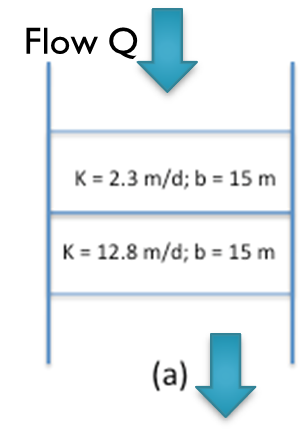 Flow Q
K = 2.3 m/d; b = 15 m
K = 12.8 m/d; b = 15 m
(a)